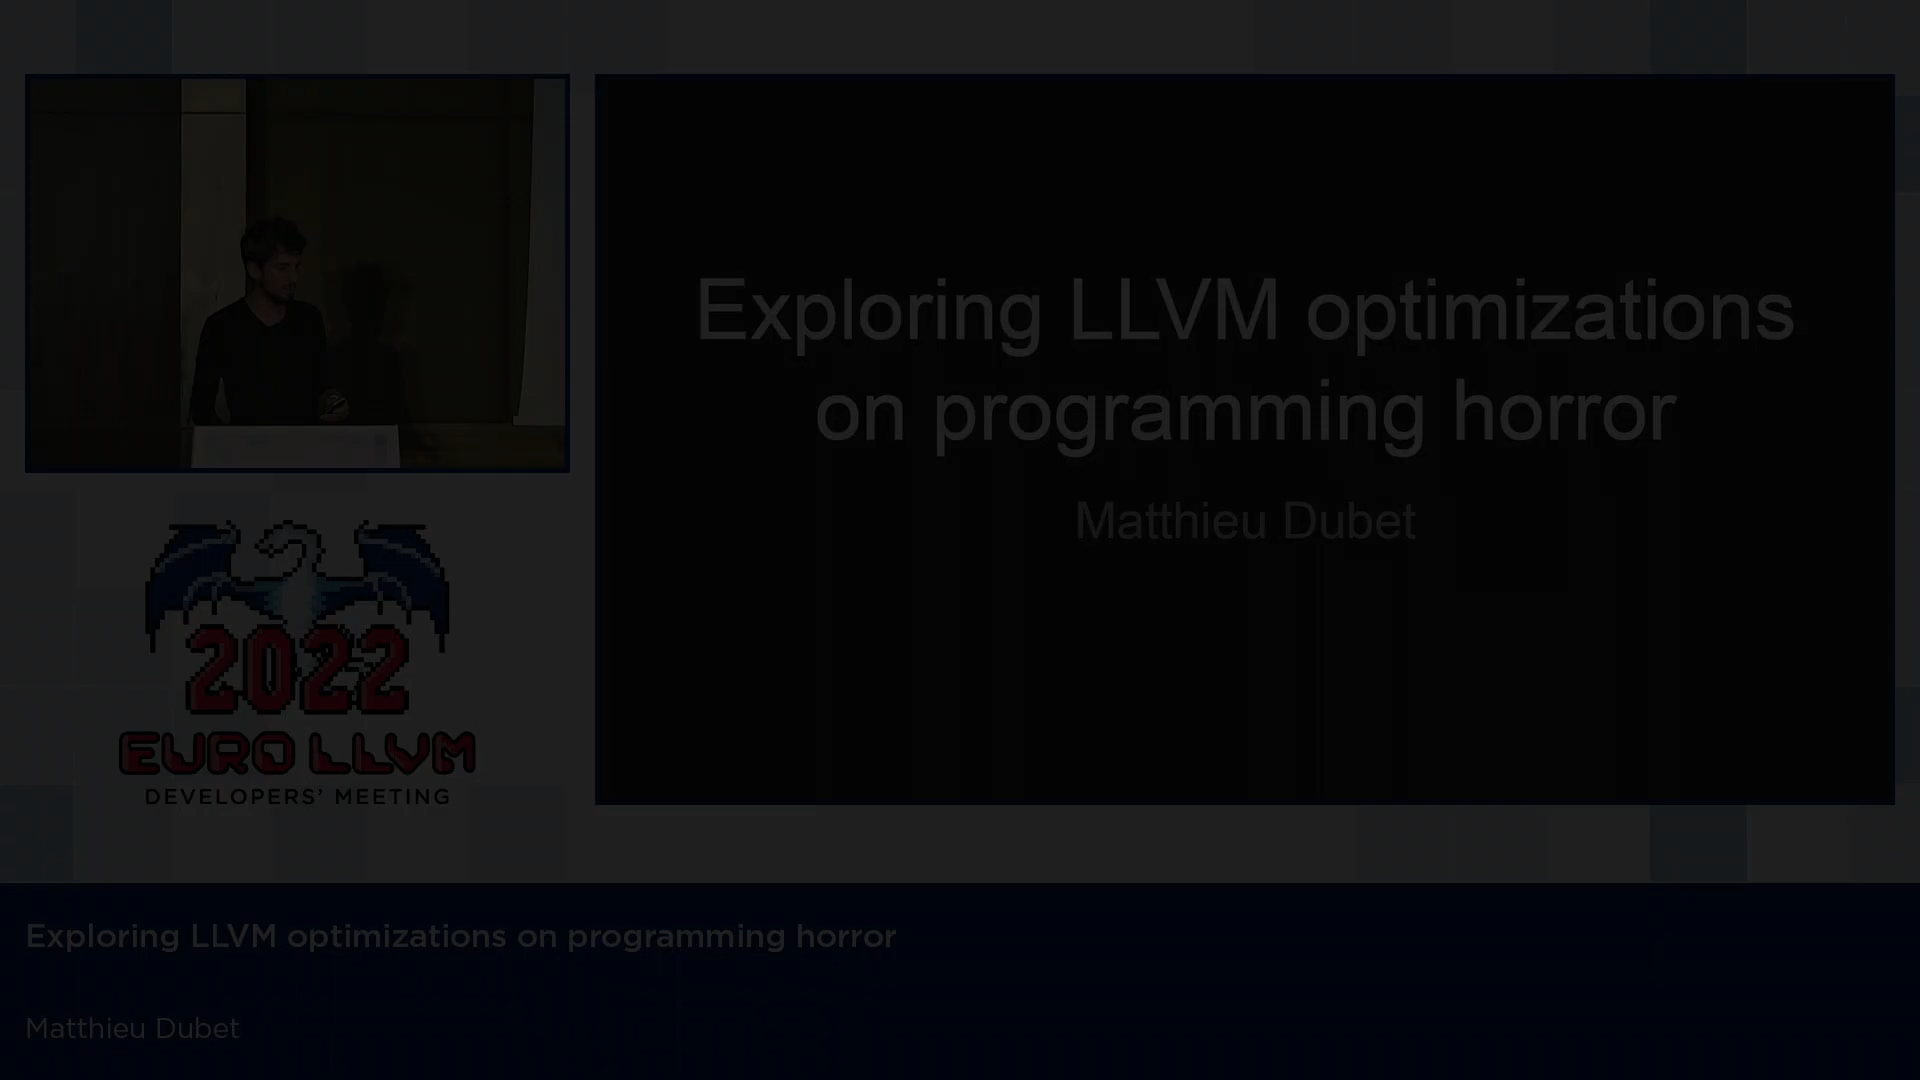 Exploring LLVM optimizations
on programming horror
Matthieu Dubet
2022
EURO LLVM
DEVELOPERS' MEETING
Exploring LLVM optimizations on programming horror
Matthieu Dubet